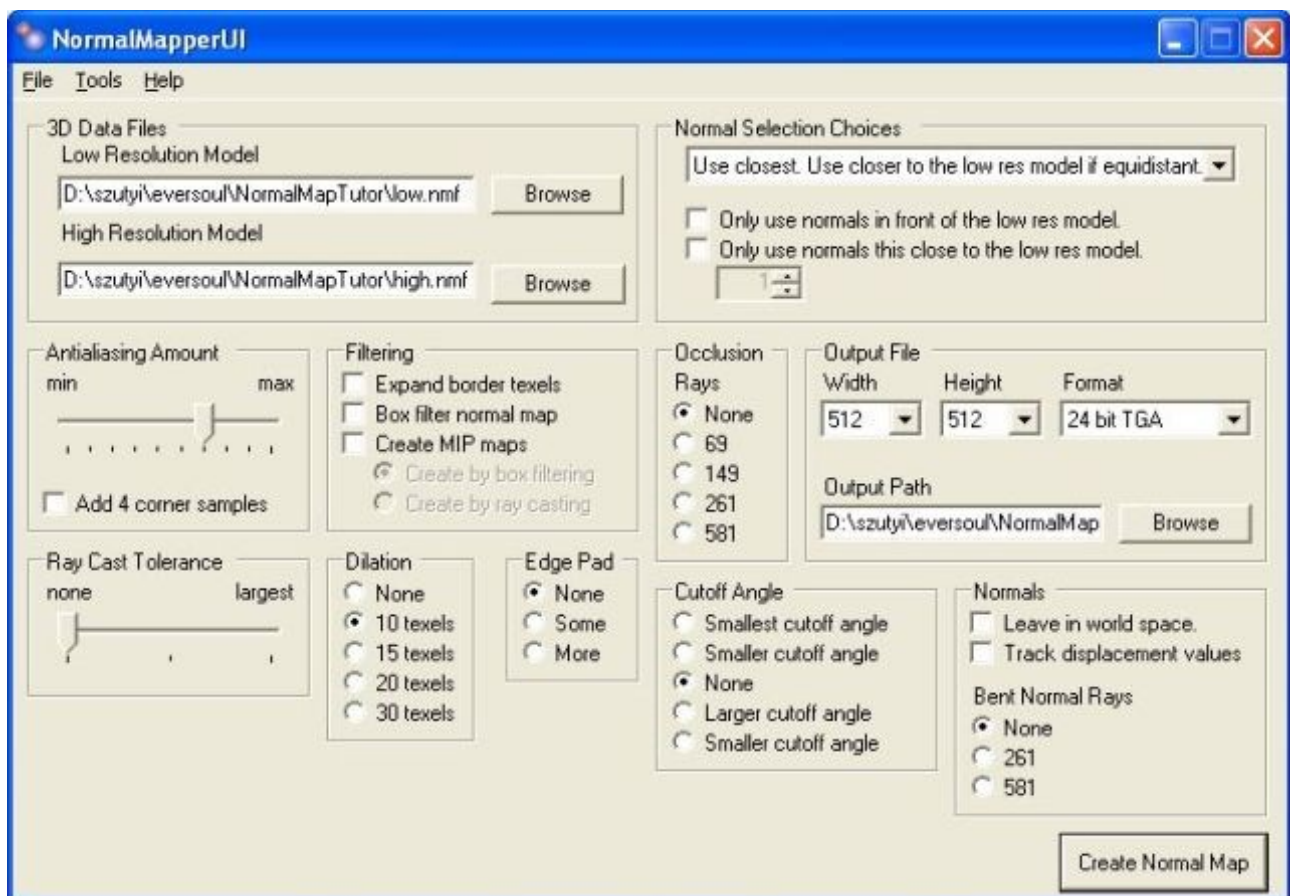 NormalMapperUI
File Tools Help
3D Data Files
Low Resolution Model
D:\szutyi\eversoul\NormalMapTutor\low.nmf
Browse
High Resolution Model
D:\szutyi\eversoul\NormalMapTutor\high.nmf
Browse
Normal Selection Choices
Use closest. Use closer to the low res model if equidistant.
Only use normals in front of the low res model.
Only use normals this close to the low res model.
1
Antialiasing Amount
min max
Add 4 corner samples
Filtering
Expand border texels
Box filter normal map
Create MIP maps
Create by box filtering
Create by ray casting
Occlusion
Rays
None
69
149
261
581
Output File
Width Height Format
512 512 24 bit TGA
Output Path
D:\szutyi\eversoul\NormalMap
Browse
Ray Cast Tolerance
none largest
Dilation
None
10 texels
15 texels
20 texels
30 texels
Edge Pad
None
Some
More
Cutoff Angle
Smallest cutoff angle
Smaller cutoff angle
None
Larger cutoff angle
Smaller cutoff angle
Normals
Leave in world space.
Track displacement values
Bent Normal Rays
None
261
581
Create Normal Map